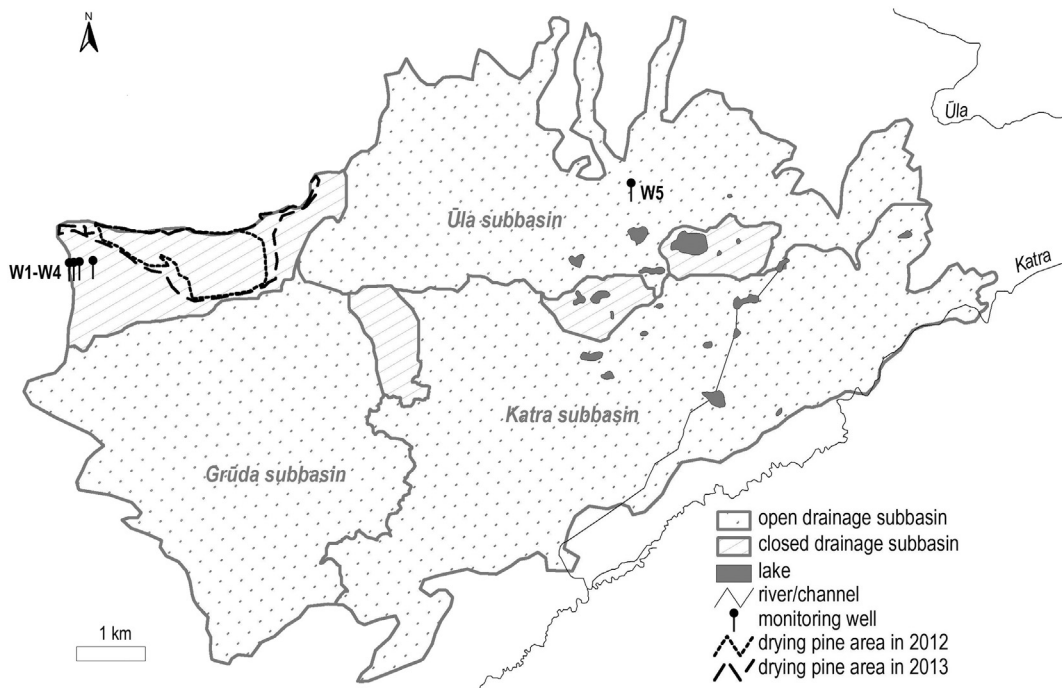 N
Ūla
W5
Ūla subbasin
W1-W4
Katra
Katra subbasin
Grūda subbasin
open drainage subbasin
closed drainage subbasin
lake
river/channel
monitoring well
drying pine area in 2012
drying pine area in 2013
1 km